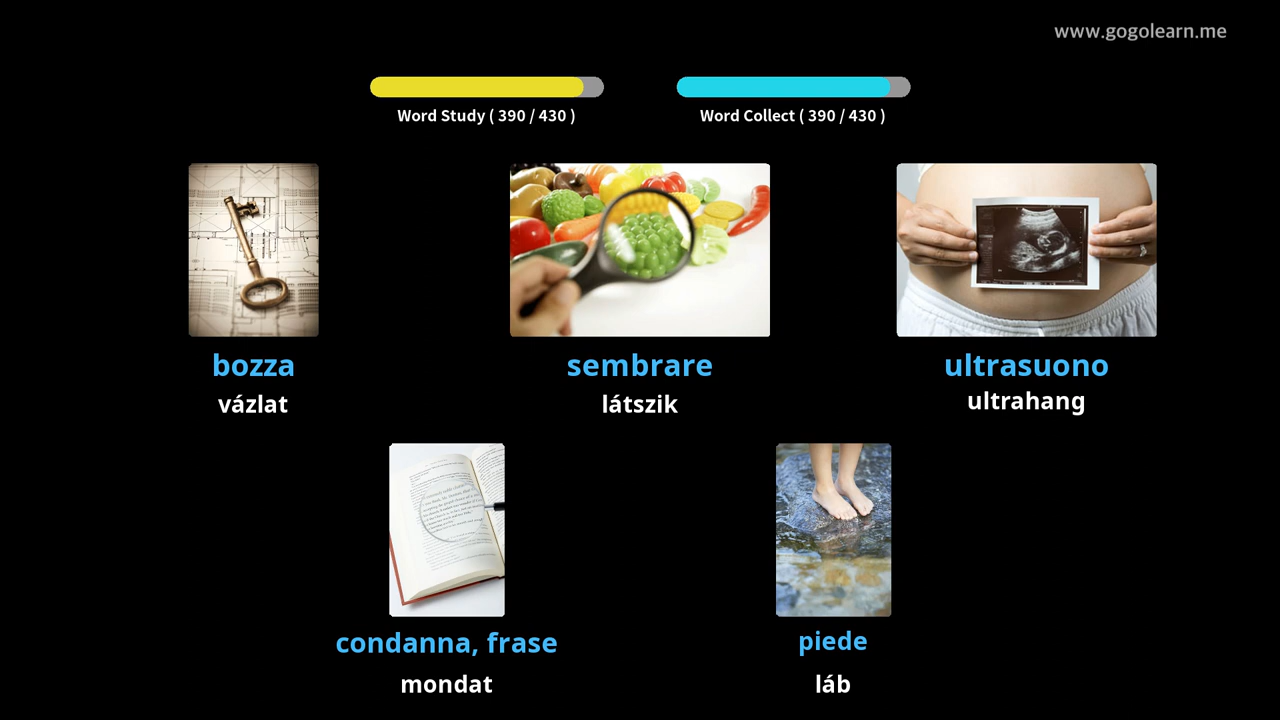 www.gogolearn.me
Word Study ( 390 / 430 )
Word Collect ( 390 / 430 )
bozza
vázlat
sembrare
látszik
ultrasuono
ultrahang
condanna, frase
mondat
piede
láb